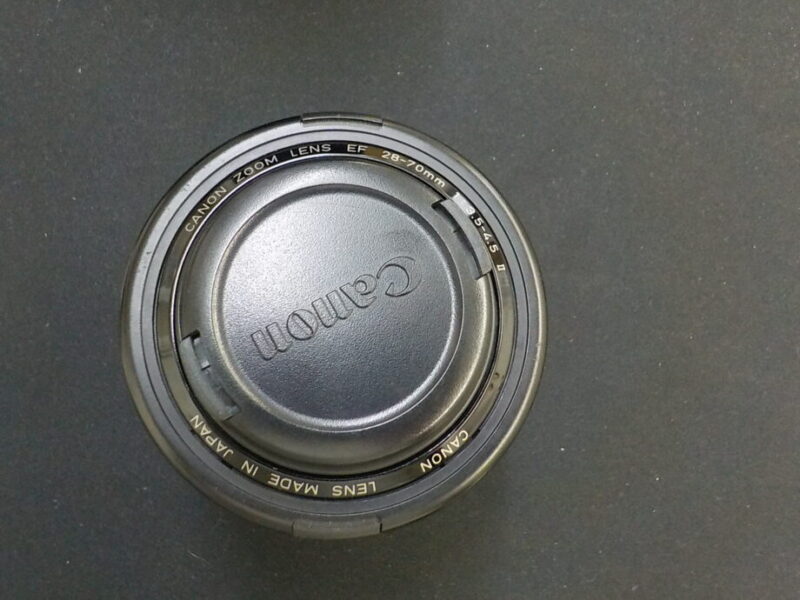 CANON ZOOM LENS EF 28-70mm 3.5-4.5 II
CANON LENS MADE IN JAPAN
Canon